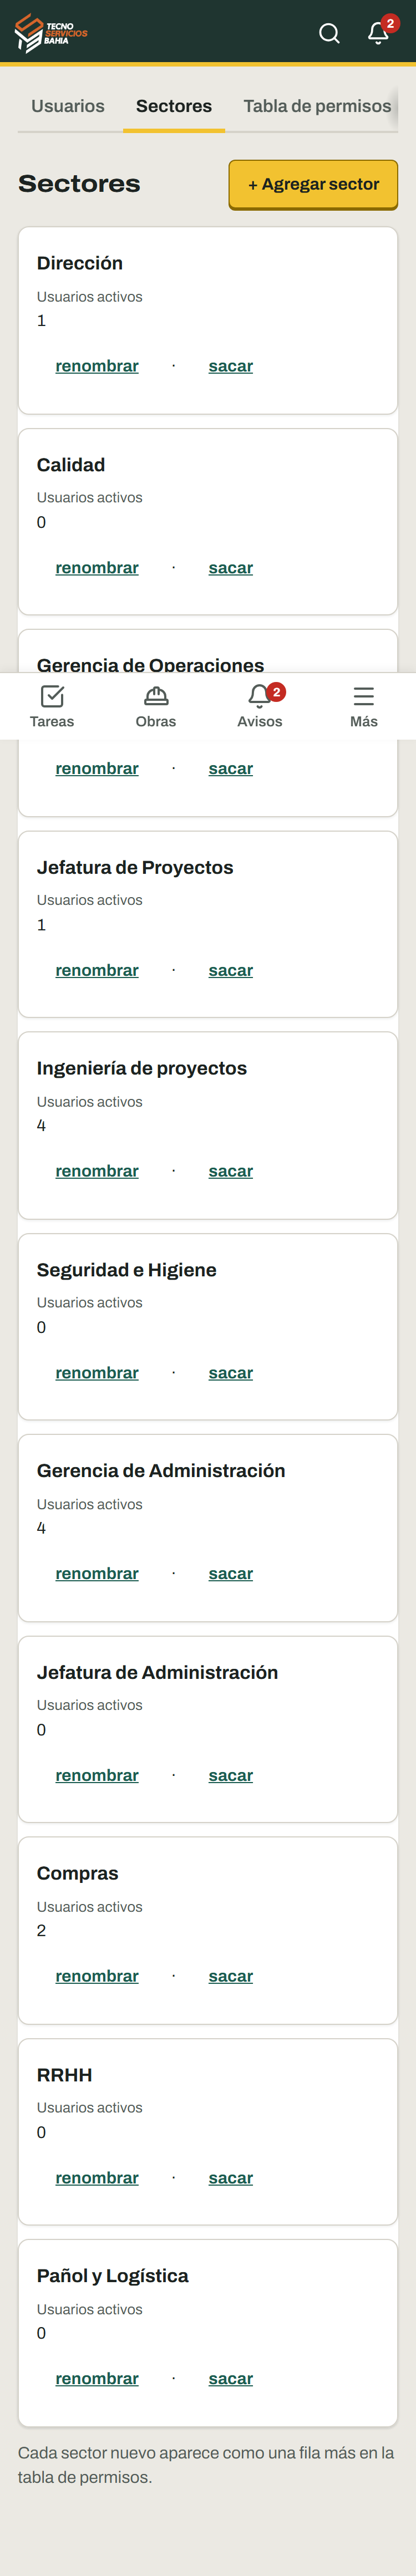 TECNO
SERVICIOS
BAHIA
2
Usuarios Sectores Tabla de permisos
Sectores
+ Agregar sector
Dirección
Usuarios activos
1
renombrar · sacar
Calidad
Usuarios activos
0
renombrar · sacar
Gerencia de Operaciones
Tareas Obras Avisos 2 Más
renombrar · sacar
Jefatura de Proyectos
Usuarios activos
1
renombrar · sacar
Ingeniería de proyectos
Usuarios activos
4
renombrar · sacar
Seguridad e Higiene
Usuarios activos
0
renombrar · sacar
Gerencia de Administración
Usuarios activos
4
renombrar · sacar
Jefatura de Administración
Usuarios activos
0
renombrar · sacar
Compras
Usuarios activos
2
renombrar · sacar
RRHH
Usuarios activos
0
renombrar · sacar
Pañol y Logística
Usuarios activos
0
renombrar · sacar
Cada sector nuevo aparece como una fila más en la
tabla de permisos.